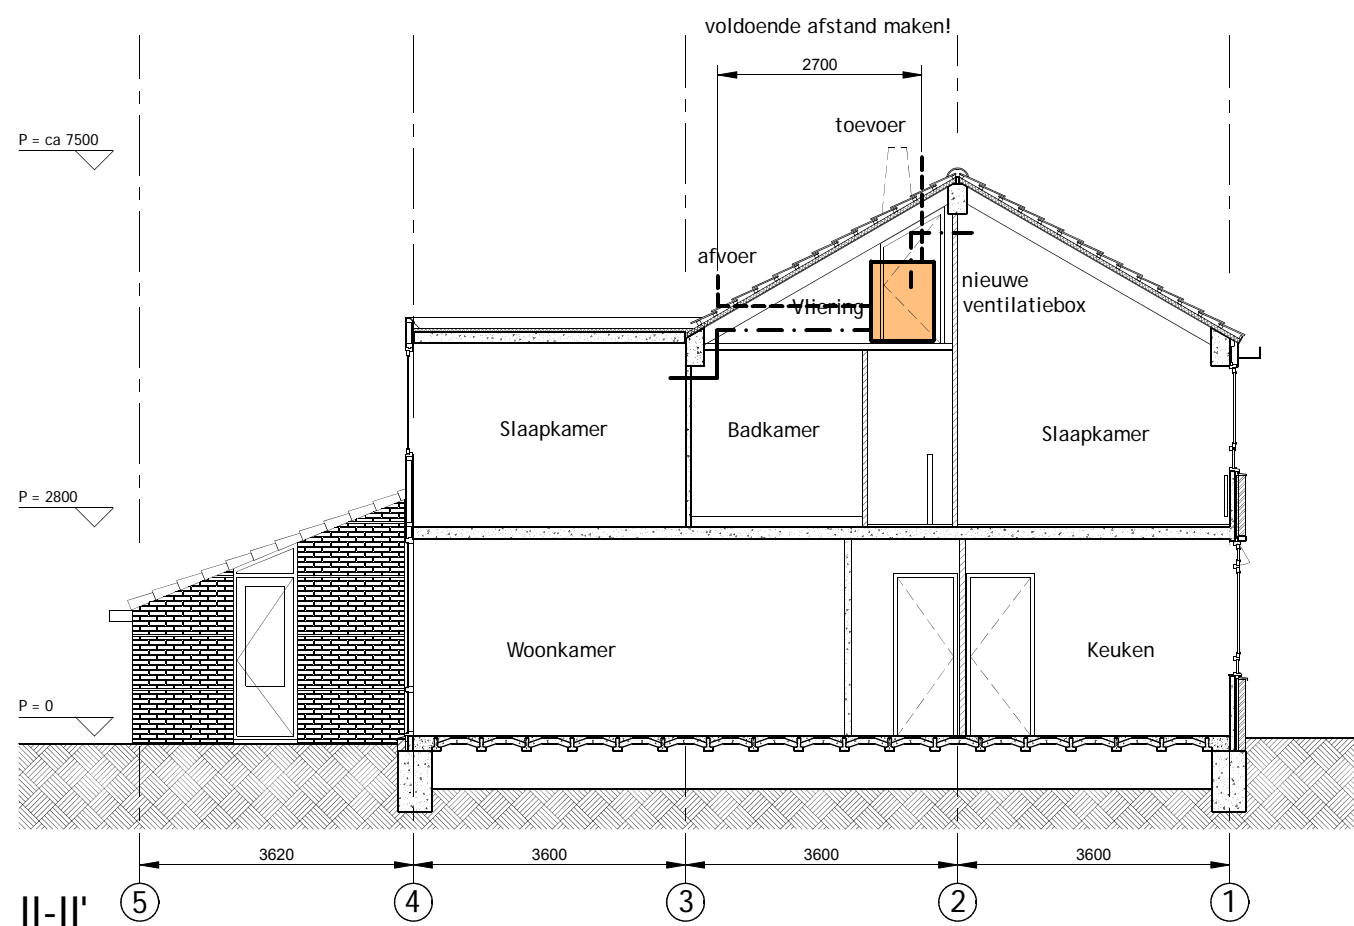 voldoende afstand maken!
2700
toevoer
P = ca 7500
afvoer
nieuwe
Vliering
ventilatiebox
Slaapkamer
Badkamer
Slaapkamer
P = 2800
Woonkamer
Keuken
P = 0
3620
3600
3600
3600
II-II'
5
4
3
2
1